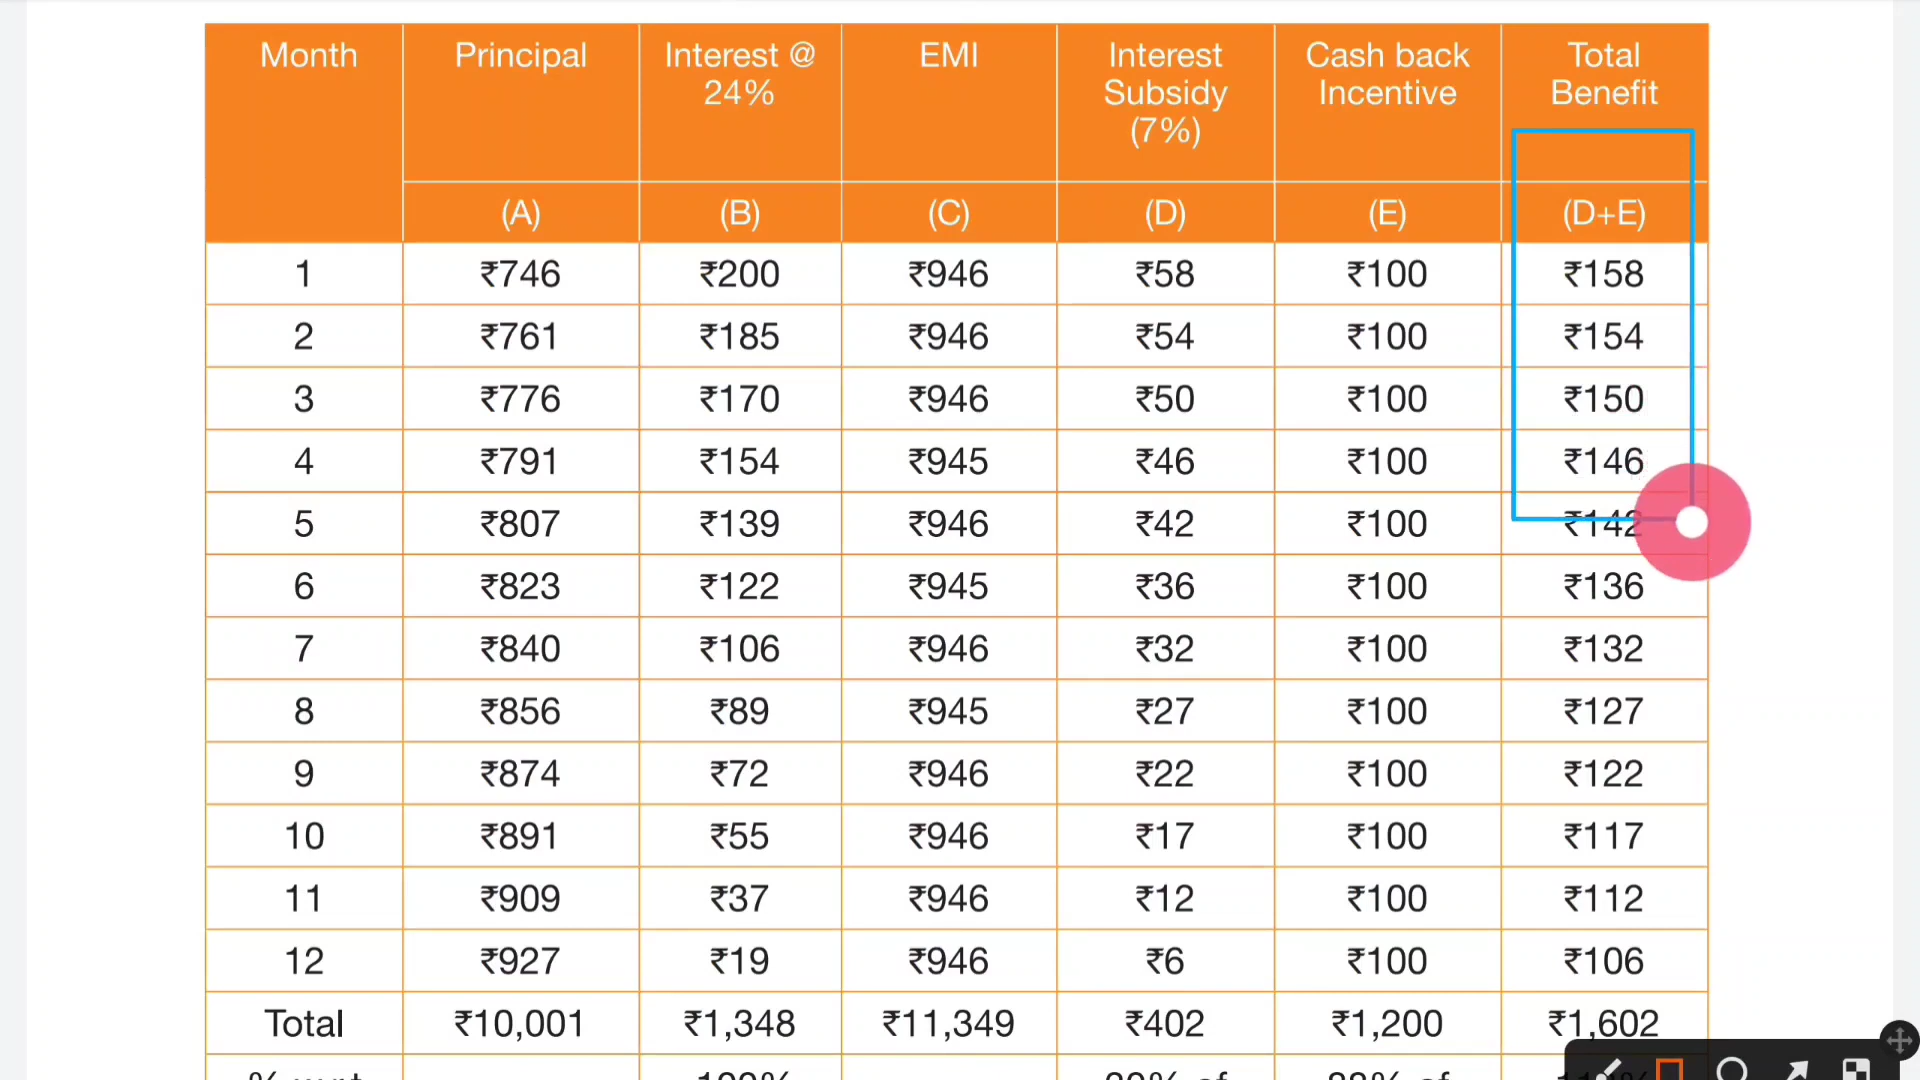 Month Principal Interest @ 24% EMI Interest Subsidy (7%) Cash back Incentive Total Benefit
(A) (B) (C) (D) (E) (D+E)
1 ₹746 ₹200 ₹946 ₹58 ₹100 ₹158
2 ₹761 ₹185 ₹946 ₹54 ₹100 ₹154
3 ₹776 ₹170 ₹946 ₹50 ₹100 ₹150
4 ₹791 ₹154 ₹945 ₹46 ₹100 ₹146
5 ₹807 ₹139 ₹946 ₹42 ₹100 ₹142
6 ₹823 ₹122 ₹945 ₹36 ₹100 ₹136
7 ₹840 ₹106 ₹946 ₹32 ₹100 ₹132
8 ₹856 ₹89 ₹945 ₹27 ₹100 ₹127
9 ₹874 ₹72 ₹946 ₹22 ₹100 ₹122
10 ₹891 ₹55 ₹946 ₹17 ₹100 ₹117
11 ₹909 ₹37 ₹946 ₹12 ₹100 ₹112
12 ₹927 ₹19 ₹946 ₹6 ₹100 ₹106
Total ₹10,001 ₹1,348 ₹11,349 ₹402 ₹1,200 ₹1,602